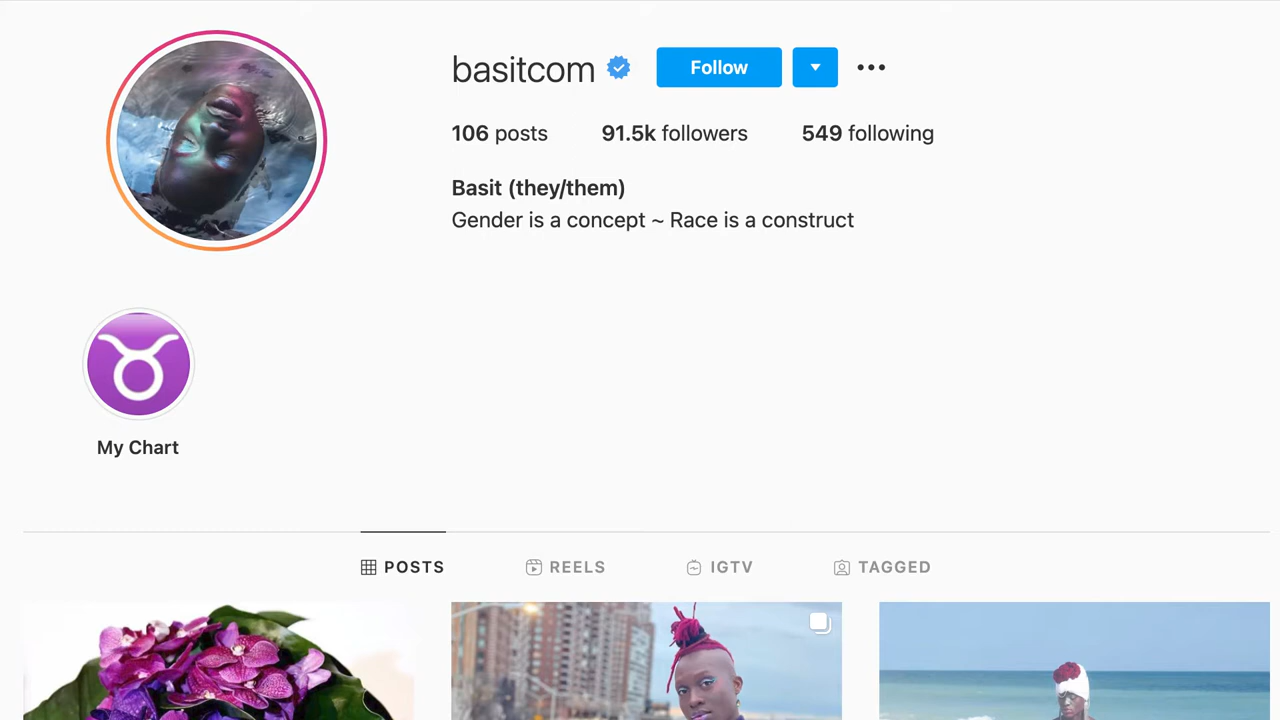 basitcom Follow
106 posts 91.5k followers 549 following
Basit (they/them)
Gender is a concept ~ Race is a construct
My Chart
POSTS REELS IGTV TAGGED